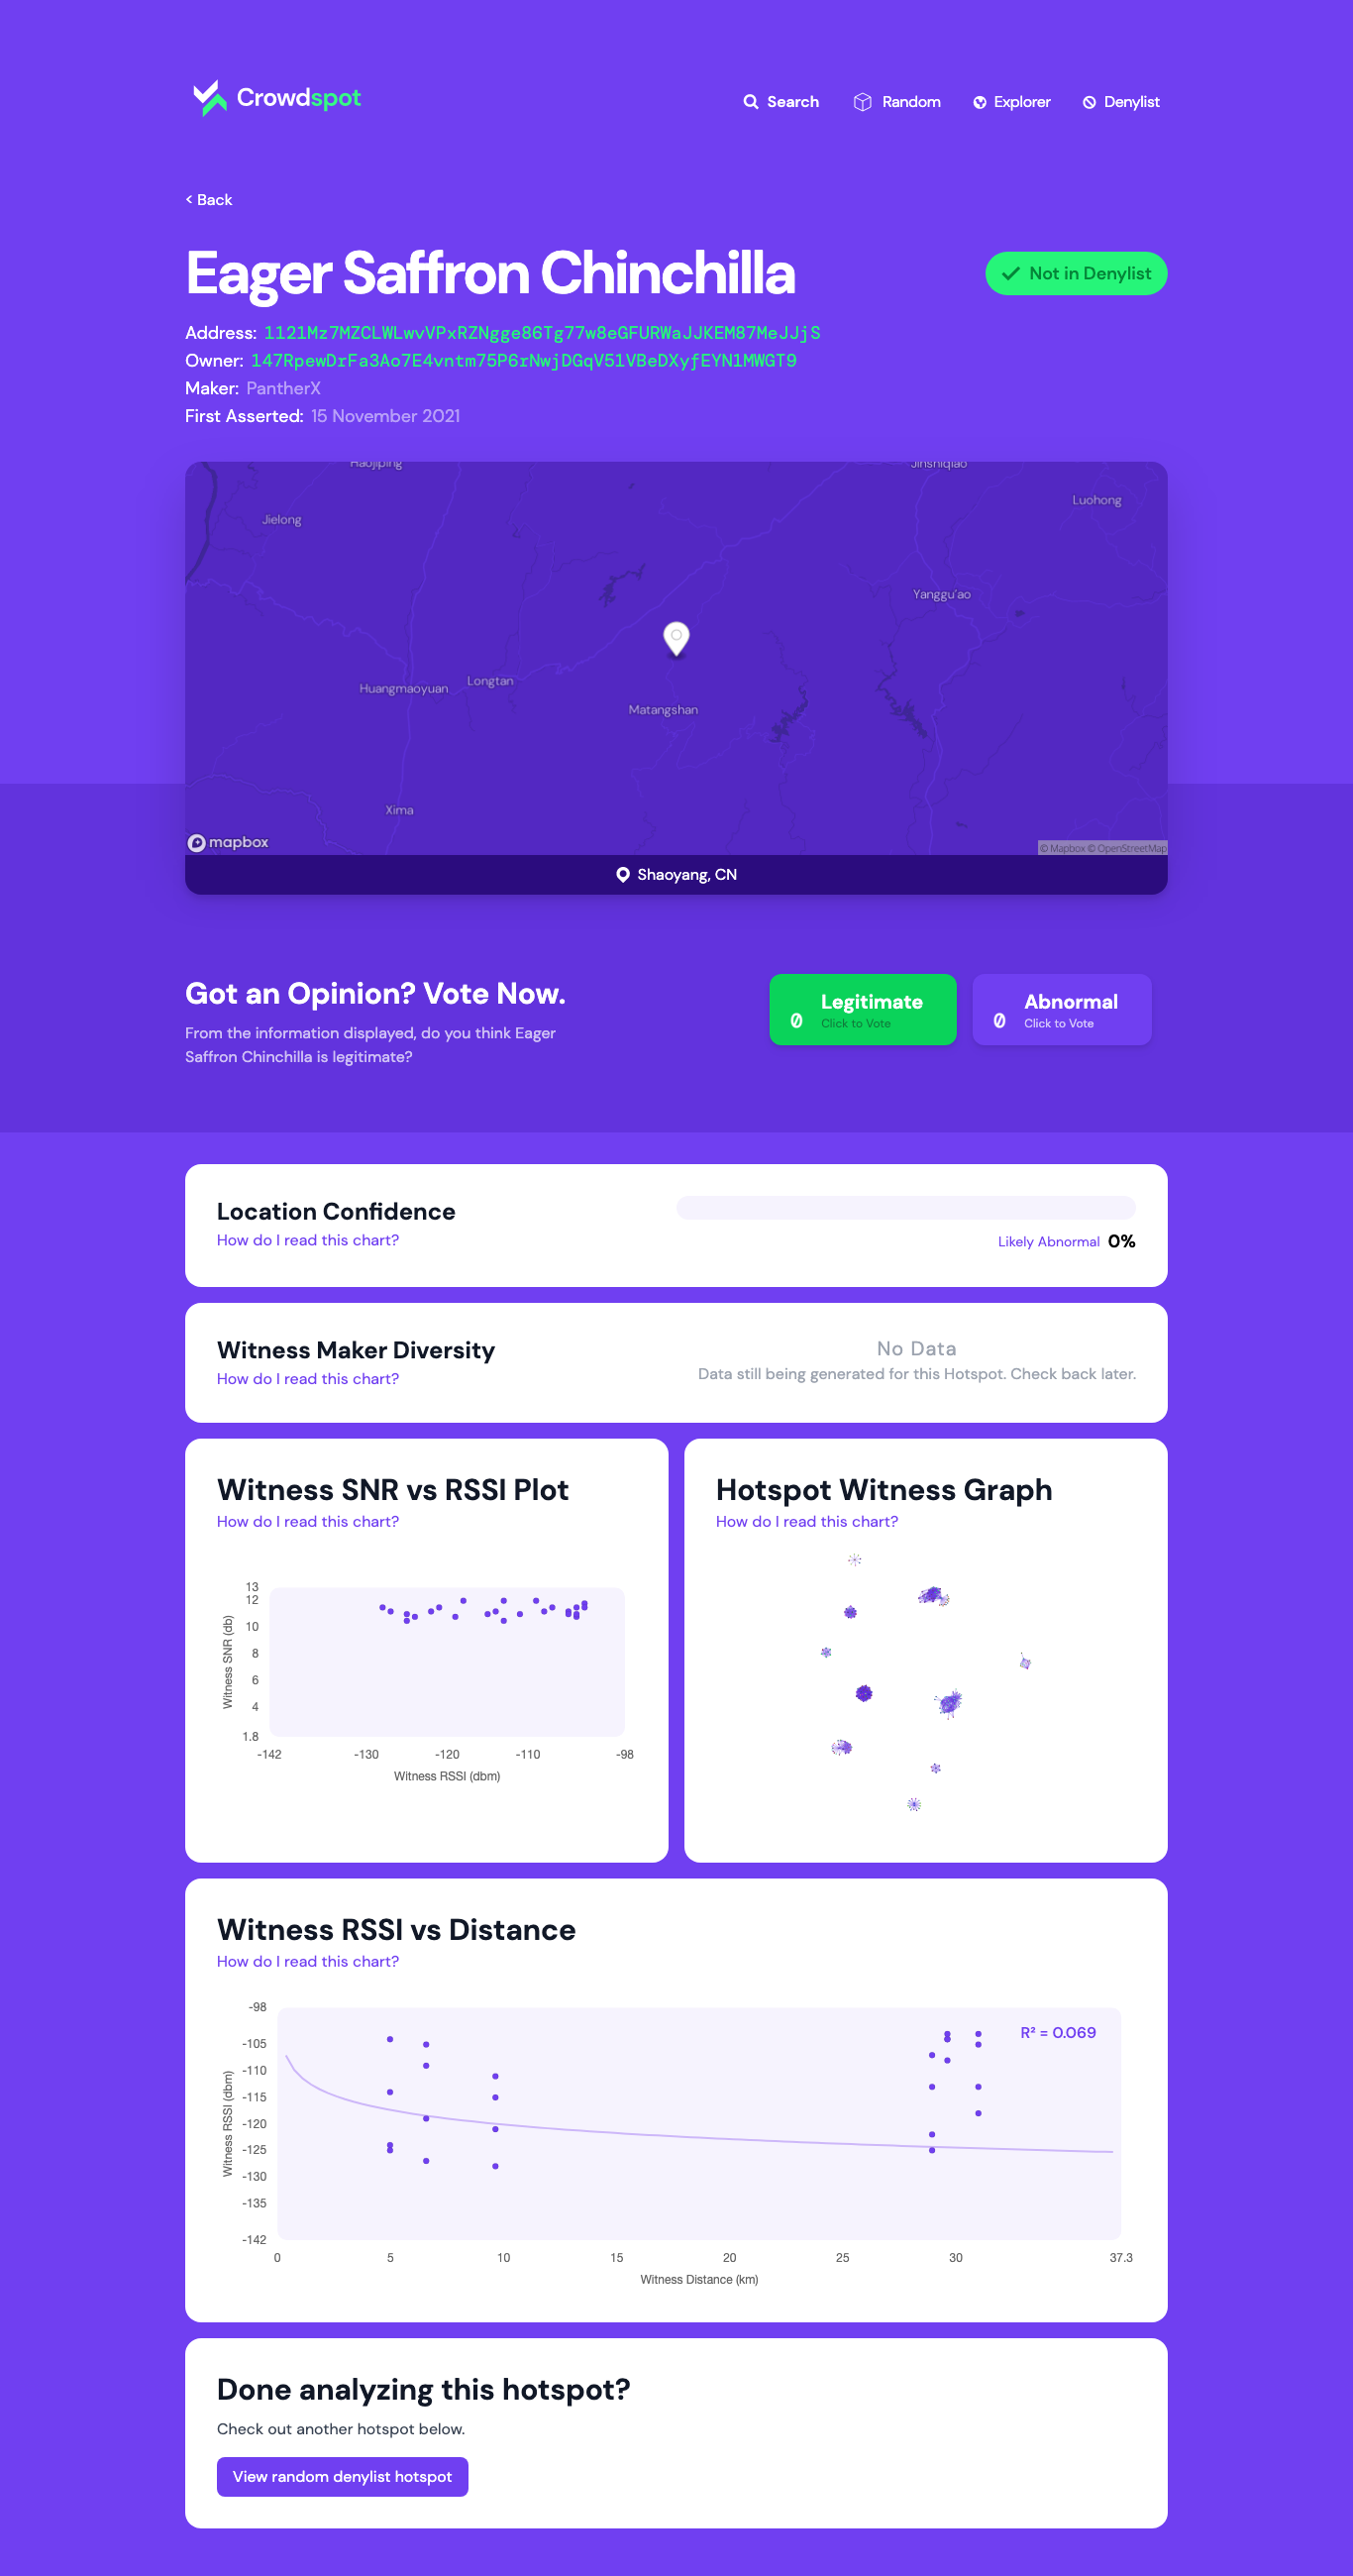 Crowdspot
Search
Random
Explorer
Denylist
< Back
Eager Saffron Chinchilla
Not in Denylist
Address: 1121Mz7MZCLWLwvVPxRZNgge86Tg77w8eGFURWaJJKEM87MeJJjS
Owner: 147RpewDrFa3Ao7E4vntm75P6rNwjDGqV51VBeDXyfEYN1MWGT9
Maker: PantherX
First Asserted: 15 November 2021
Haojiping
Jinshiqiao
Luohong
Jielong
Yanggu'ao
Longtan
Huangmaoyuan
Matangshan
Xima
mapbox
© Mapbox © OpenStreetMap
Shaoyang, CN
Got an Opinion? Vote Now.
From the information displayed, do you think Eager
Saffron Chinchilla is legitimate?
0
Legitimate
Click to Vote
0
Abnormal
Click to Vote
Location Confidence
How do I read this chart?
Likely Abnormal 0%
Witness Maker Diversity
How do I read this chart?
No Data
Data still being generated for this Hotspot. Check back later.
Witness SNR vs RSSI Plot
How do I read this chart?
13
12
10
8
6
4
1.8
Witness SNR (db)
-142
-130
-120
-110
-98
Witness RSSI (dbm)
Hotspot Witness Graph
How do I read this chart?
Witness RSSI vs Distance
How do I read this chart?
R² = 0.069
-98
-105
-110
-115
-120
-125
-130
-135
-142
Witness RSSI (dbm)
0
5
10
15
20
25
30
37.3
Witness Distance (km)
Done analyzing this hotspot?
Check out another hotspot below.
View random denylist hotspot